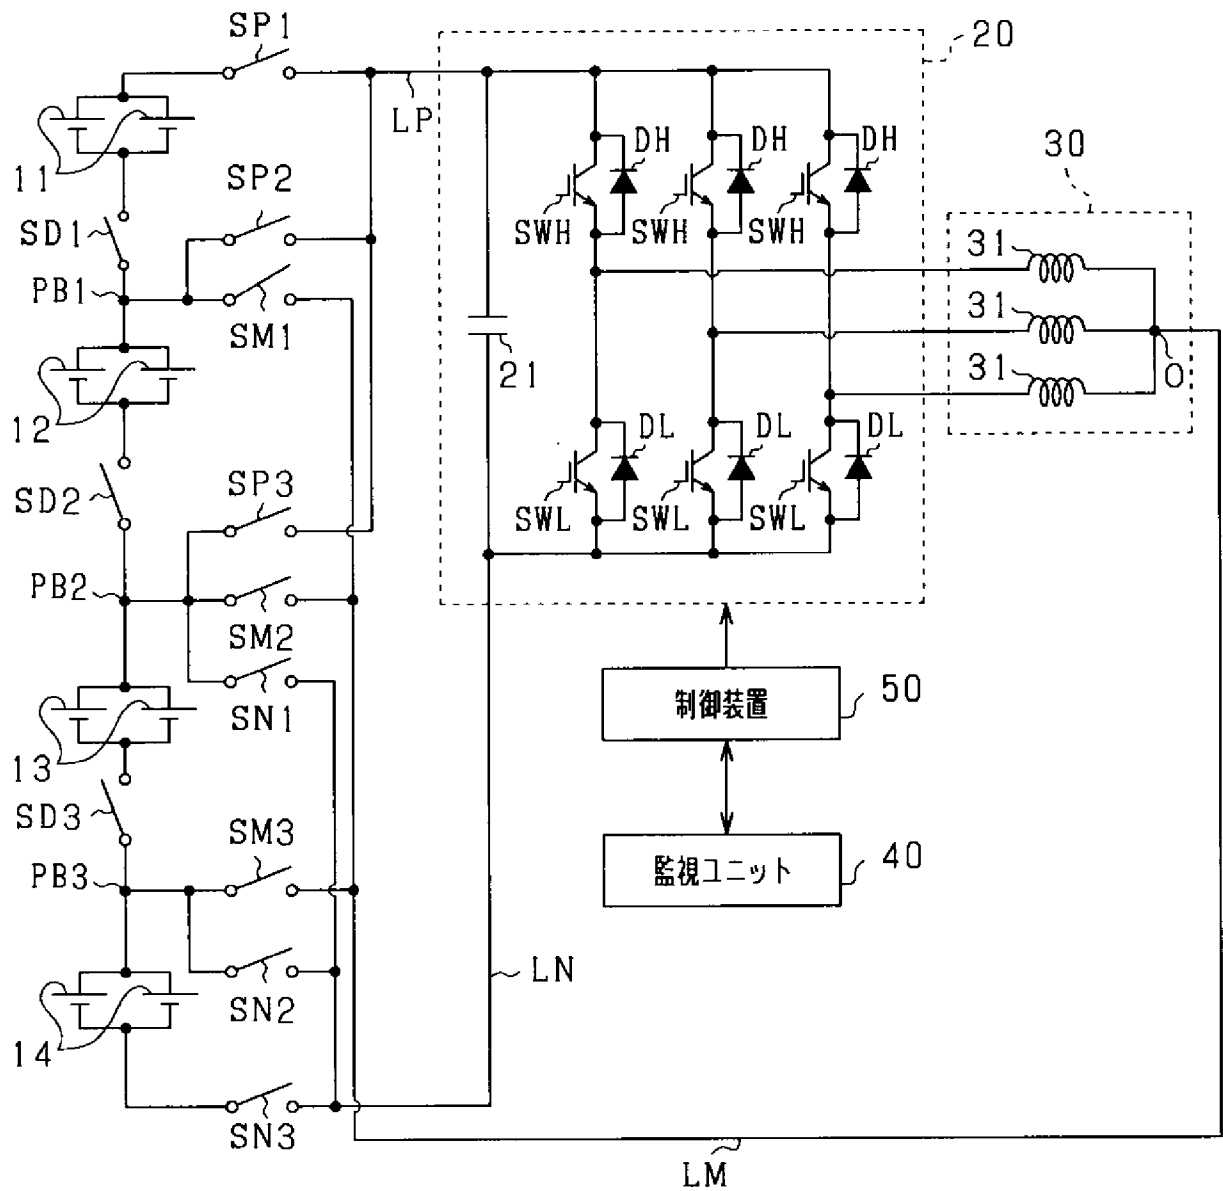 SP1
20
LP
11
DH
DH
DH
30
SP2
SWH
SWH
SWH
SD1
31
PB1
SM1
31
21
O
12
31
DL
DL
DL
SP3
SD2
SWL
SWL
SWL
PB2
SM2
50
制御装置
SN1
13
SD3
SM3
40
監視ユニット
PB3
LN
SN2
14
SN3
LM